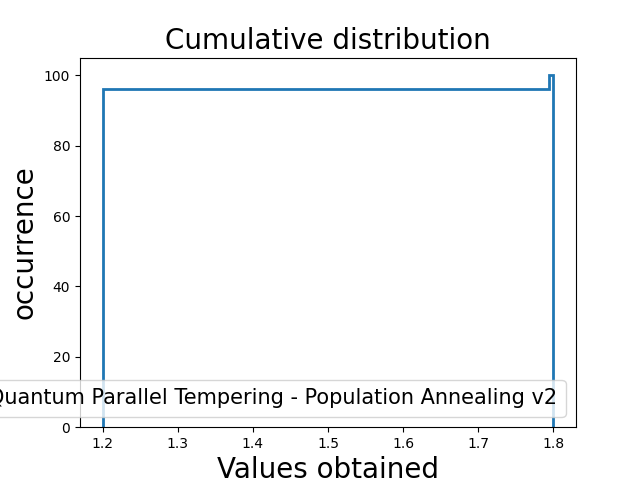 Cumulative distribution
occurrence
100
80
60
40
20
0
Quantum Parallel Tempering - Population Annealing v2
1.2 1.3 1.4 1.5 1.6 1.7 1.8
Values obtained